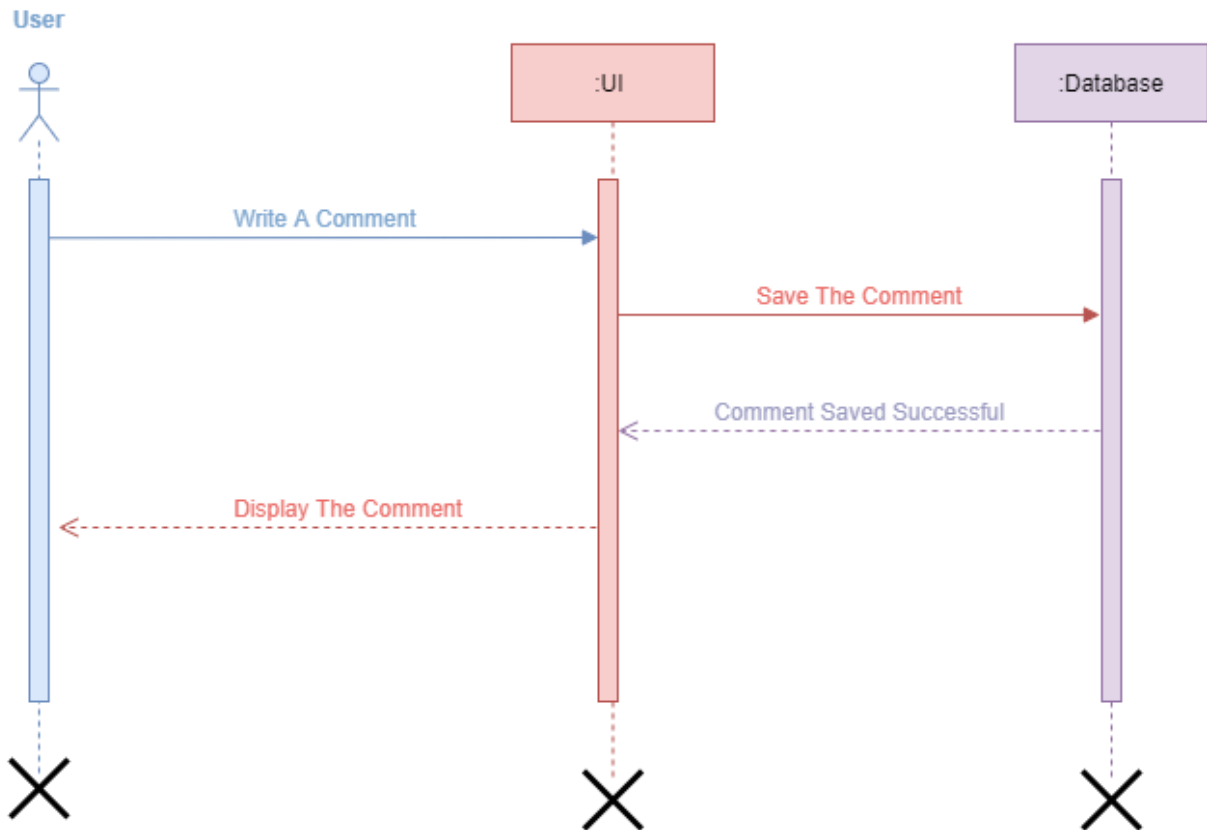 User
:UI
:Database
Write A Comment
Save The Comment
Comment Saved Successful
Display The Comment